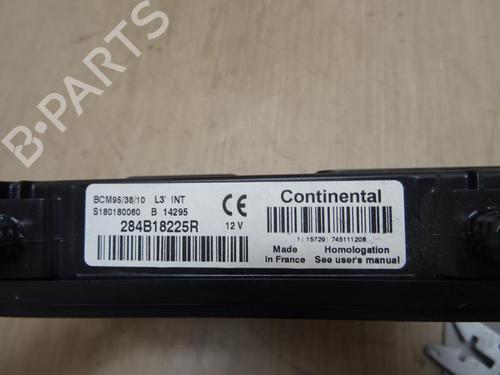 B-PARTS
BCM95/38/10 L3' INT
S180180060 B 14295
284B18225R 12 V
CE
Continental
1( 15729) 745111208
Made in France
Homologation
See user's manual